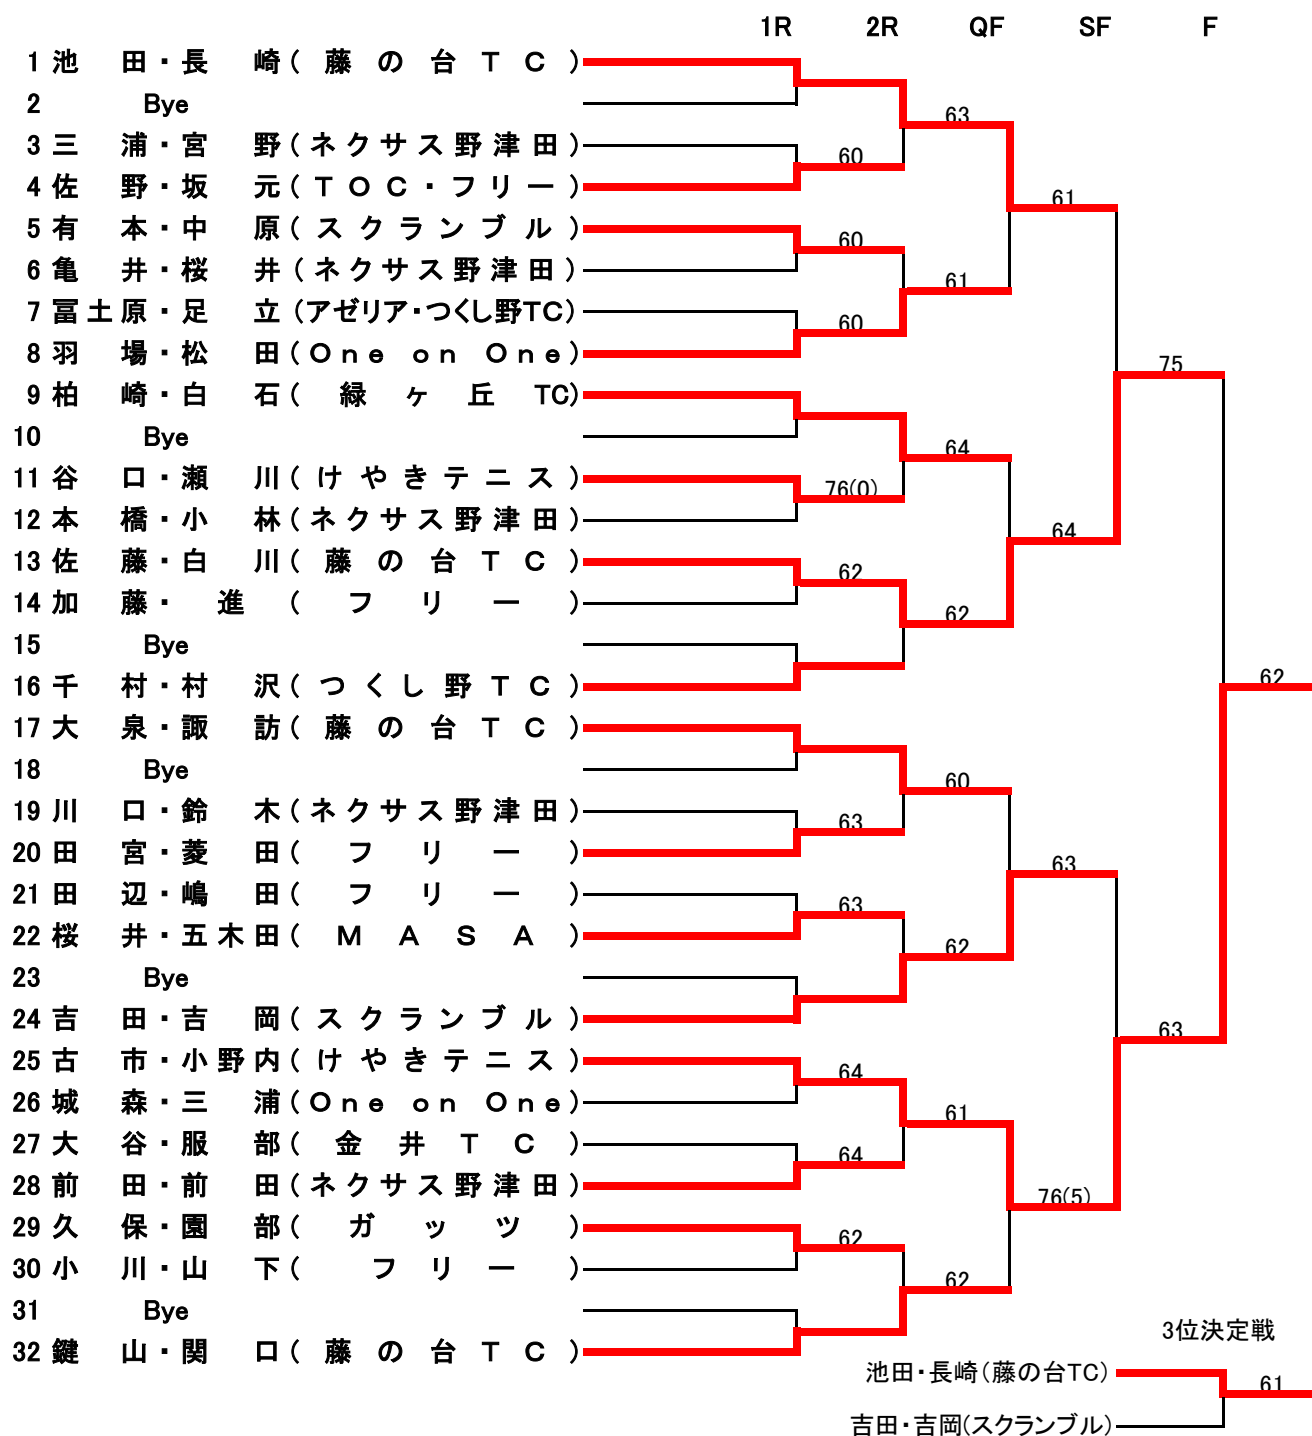 1R 2R QF SF F
1 池田・長崎(藤の台TC)
2 Bye
63
3 三浦・宮野(ネクサス野津田)
60
4 佐野・坂元(TOC・フリー)
61
5 有本・中原(スクランブル)
60
6 亀井・桜井(ネクサス野津田)
61
7 冨土原・足立(アゼリア・つくし野TC)
60
8 羽場・松田(One on One)
75
9 柏崎・白石(緑ヶ丘TC)
10 Bye
64
11 谷口・瀬川(けやきテニス)
76(0)
12 本橋・小林(ネクサス野津田)
64
13 佐藤・白川(藤の台TC)
62
14 加藤・進(フリー)
62
15 Bye
16 千村・村沢(つくし野TC)
62
17 大泉・諏訪(藤の台TC)
18 Bye
60
19 川口・鈴木(ネクサス野津田)
63
20 田宮・菱田(フリー)
63
21 田辺・嶋田(フリー)
63
22 桜井・五木田(MASA)
62
23 Bye
24 吉田・吉岡(スクランブル)
63
25 古市・小野内(けやきテニス)
64
26 城森・三浦(One on One)
61
27 大谷・服部(金井TC)
64
28 前田・前田(ネクサス野津田)
76(5)
29 久保・園部(ガッツ)
62
30 小川・山下(フリー)
62
31 Bye
3位決定戦
32 鍵山・関口(藤の台TC)
池田・長崎(藤の台TC)
61
吉田・吉岡(スクランブル)